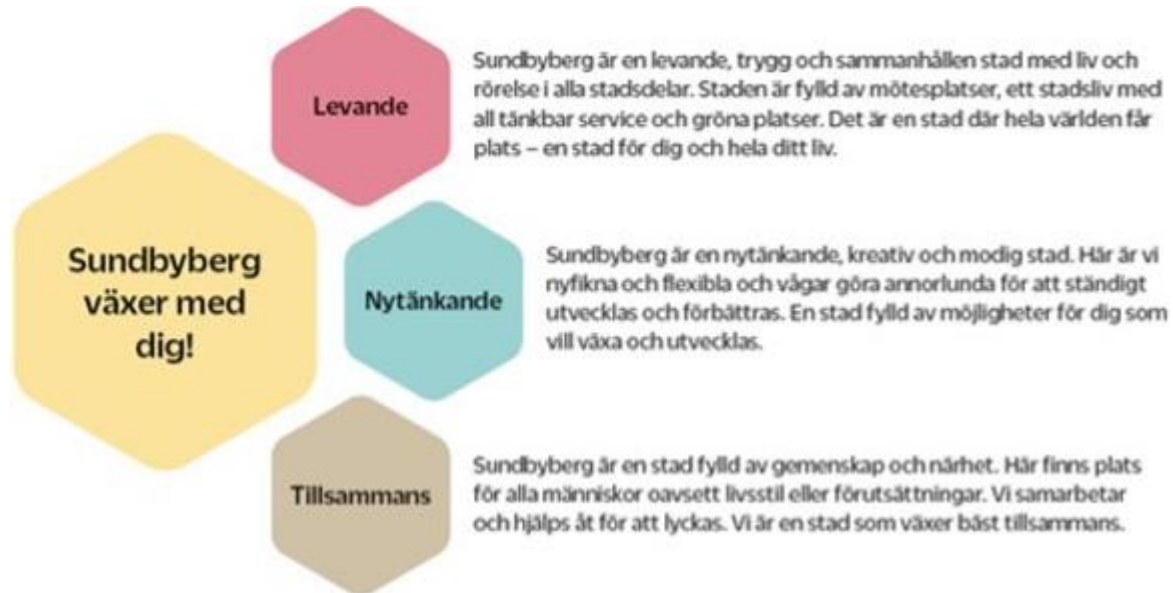 Sundbyberg
växer med
dig!
Levande
Sundbyberg är en levande, trygg och sammanhållen stad med liv och
rörelse i alla stadsdelar. Staden är fylld av mötesplatser, ett stadsliv med
all tänkbar service och gröna platser. Det är en stad där hela världen får
plats – en stad för dig och hela ditt liv.
Nytänkande
Sundbyberg är en nytänkande, kreativ och modig stad. Här är vi
nyfikna och flexibla och vågar göra annorlunda för att ständigt
utvecklas och förbättras. En stad fylld av möjligheter för dig som
vill växa och utvecklas.
Tillsammans
Sundbyberg är en stad fylld av gemenskap och närhet. Här finns plats
för alla människor oavsett livsstil eller förutsättningar. Vi samarbetar
och hjälps åt för att lyckas. Vi är en stad som växer bäst tillsammans.